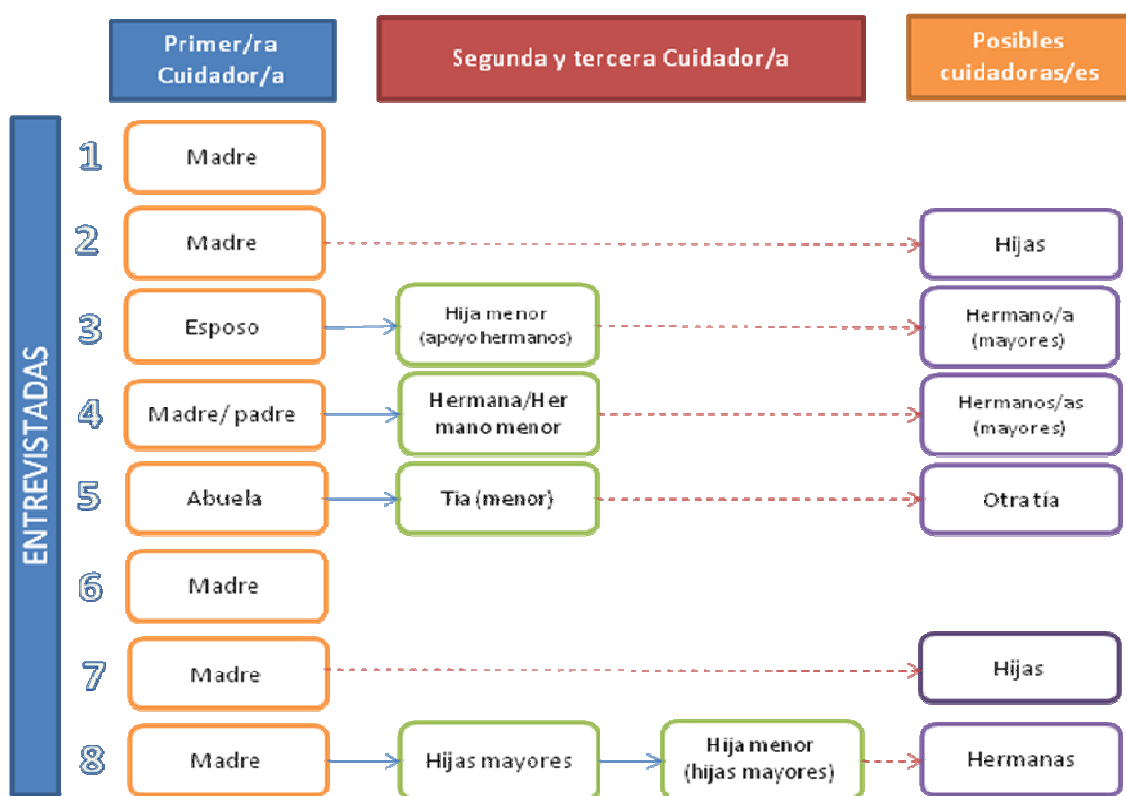 Primer/ra
Cuidador/a
Segunda y tercera Cuidador/a
Posibles
cuidadoras/es
ENTREVISTADAS
1
Madre
2
Madre
Hijas
3
Esposo
Hija menor
(apoyo hermanos)
Hermano/a
(mayores)
4
Madre/ padre
Hermana/Her
mano menor
Hermanos/as
(mayores)
5
Abuela
Tía (menor)
Otra tía
6
Madre
7
Madre
Hijas
8
Madre
Hijas mayores
Hija menor
(hijas mayores)
Hermanas